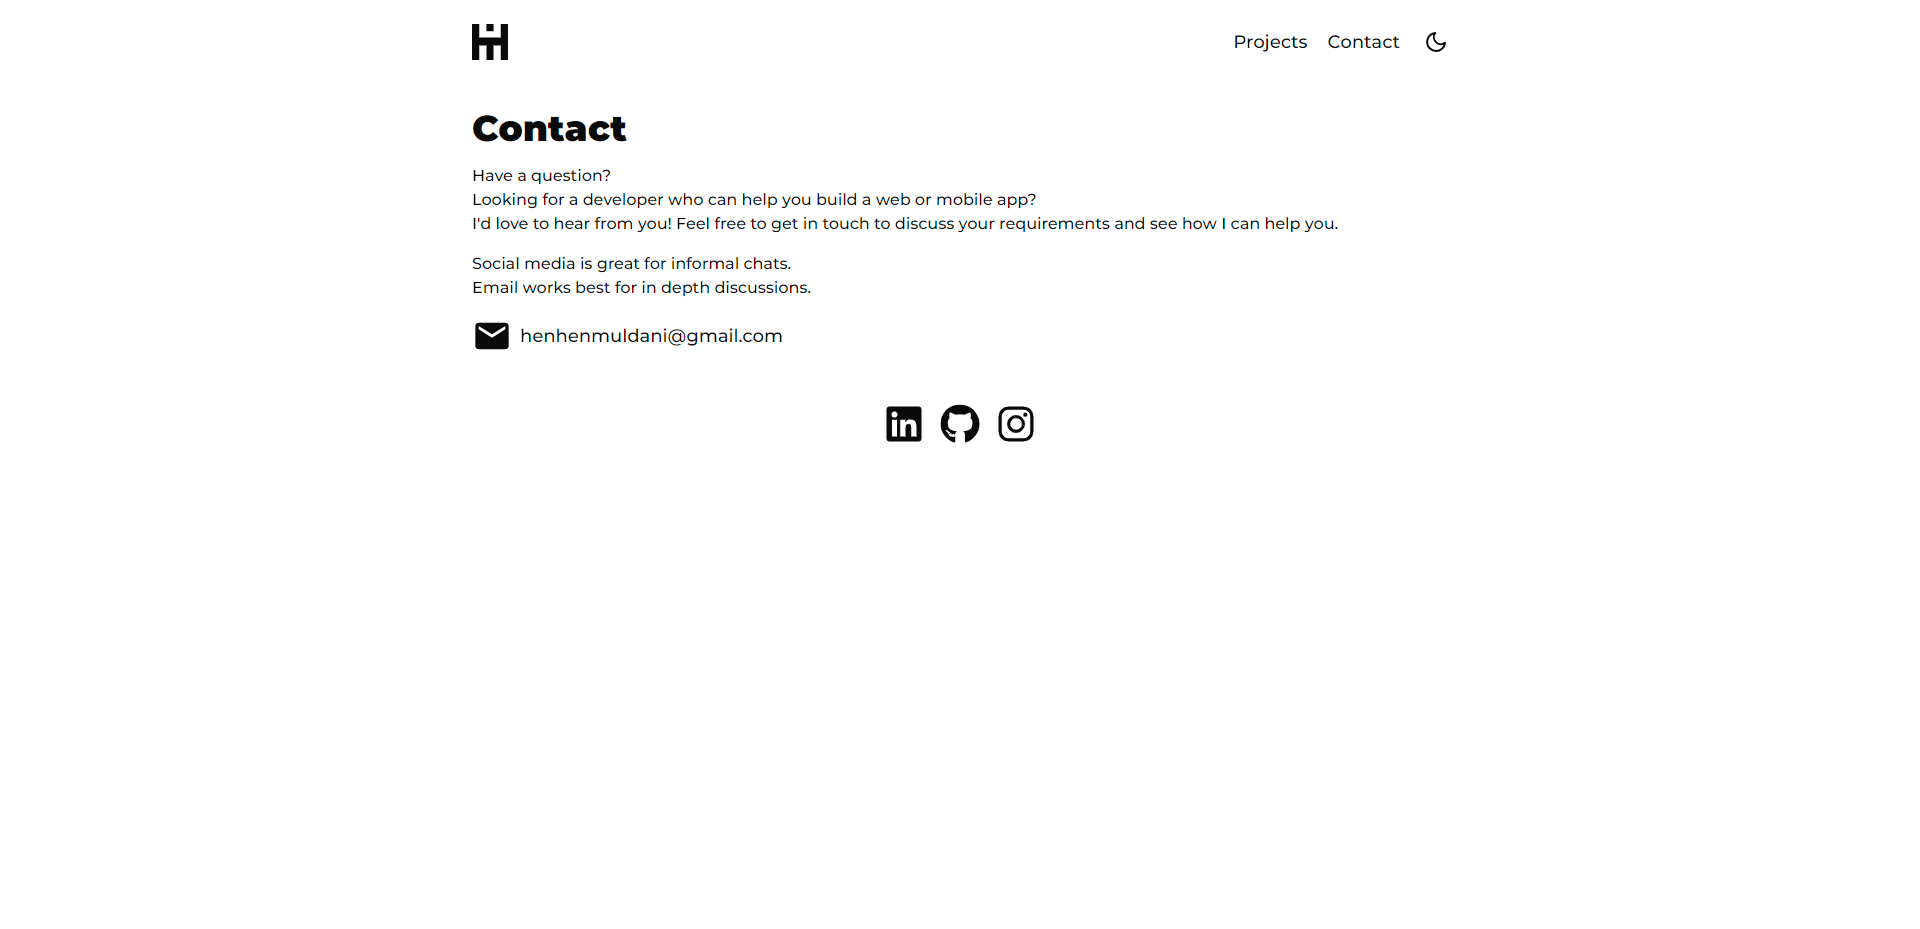 Projects Contact
Contact
Have a question?
Looking for a developer who can help you build a web or mobile app?
I'd love to hear from you! Feel free to get in touch to discuss your requirements and see how I can help you.
Social media is great for informal chats.
Email works best for in depth discussions.
henhenmuldani@gmail.com
in